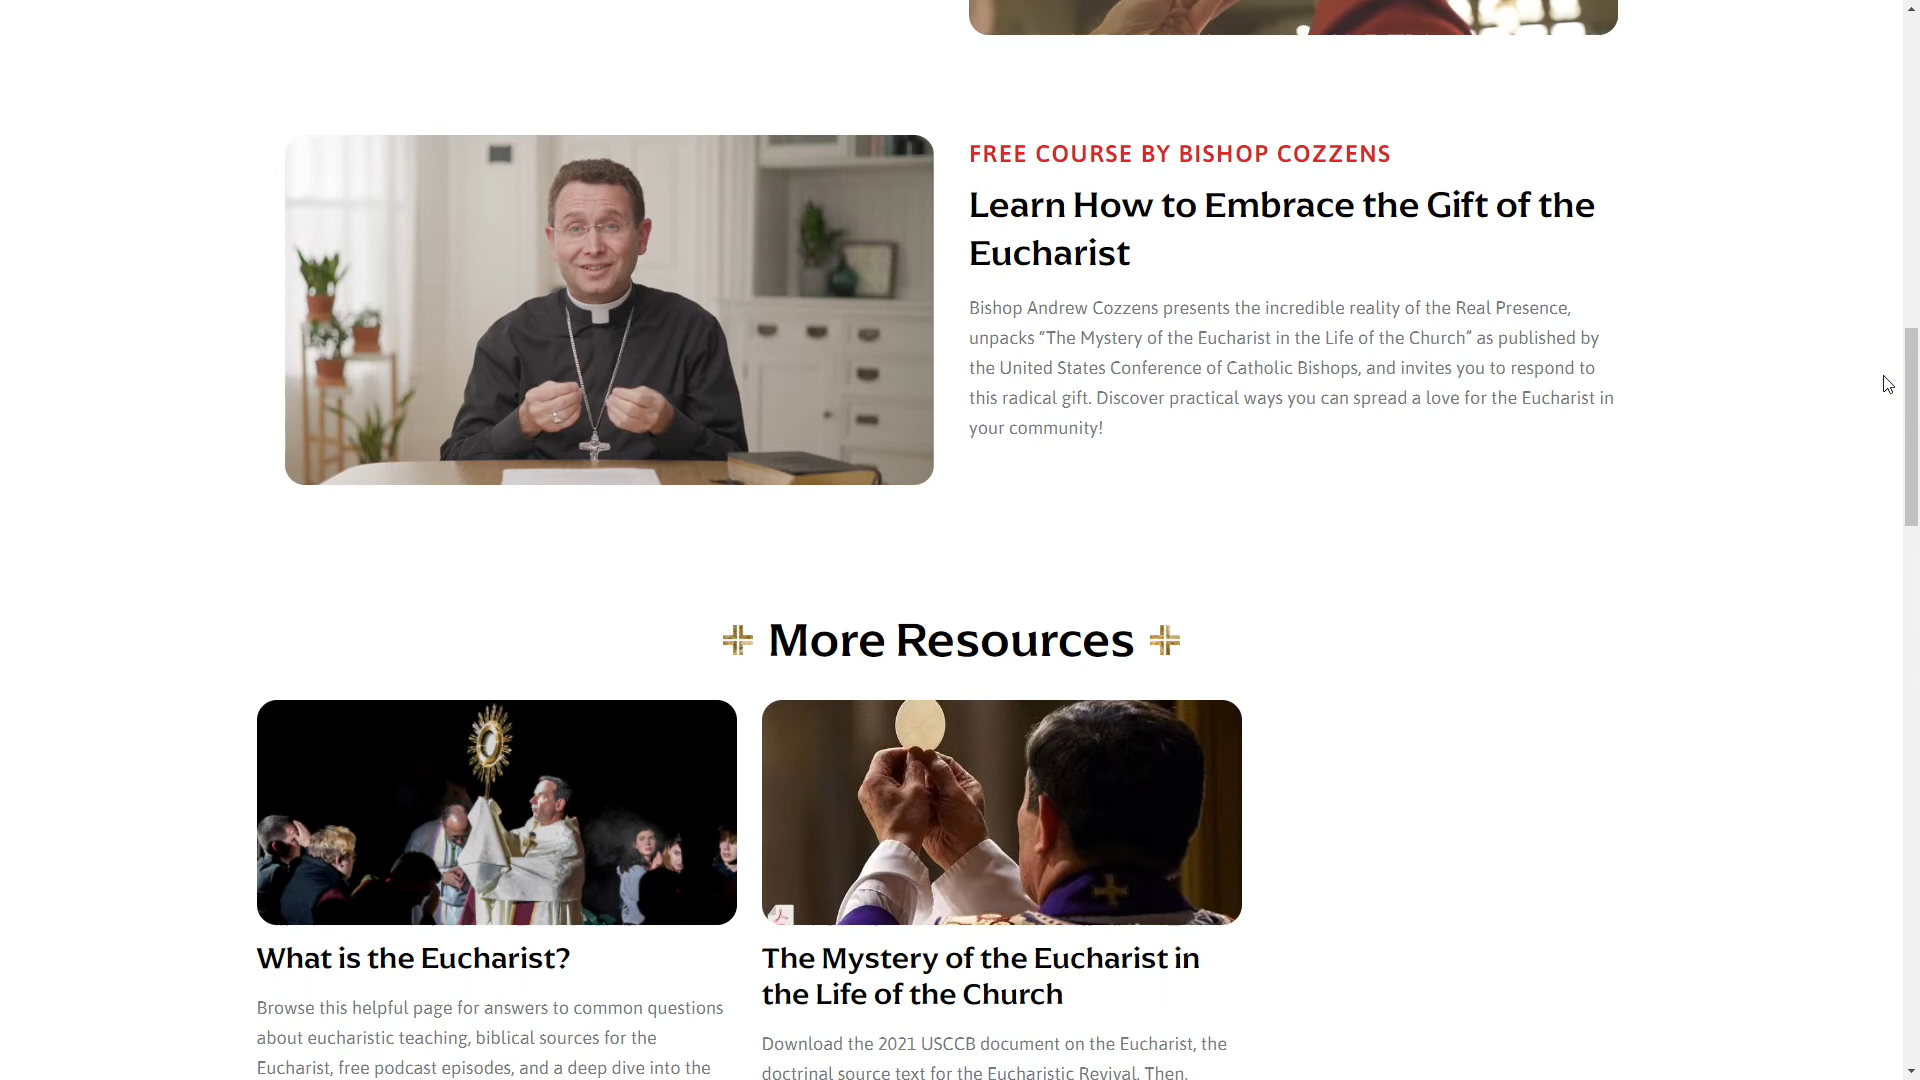 FREE COURSE BY BISHOP COZZENS
Learn How to Embrace the Gift of the
Eucharist
Bishop Andrew Cozzens presents the incredible reality of the Real Presence,
unpacks “The Mystery of the Eucharist in the Life of the Church” as published by
the United States Conference of Catholic Bishops, and invites you to respond to
this radical gift. Discover practical ways you can spread a love for the Eucharist in
your community!
More Resources
What is the Eucharist?
Browse this helpful page for answers to common questions
about eucharistic teaching, biblical sources for the
Eucharist, free podcast episodes, and a deep dive into the
The Mystery of the Eucharist in
the Life of the Church
Download the 2021 USCCB document on the Eucharist, the
doctrinal source text for the Eucharistic Revival. Then,